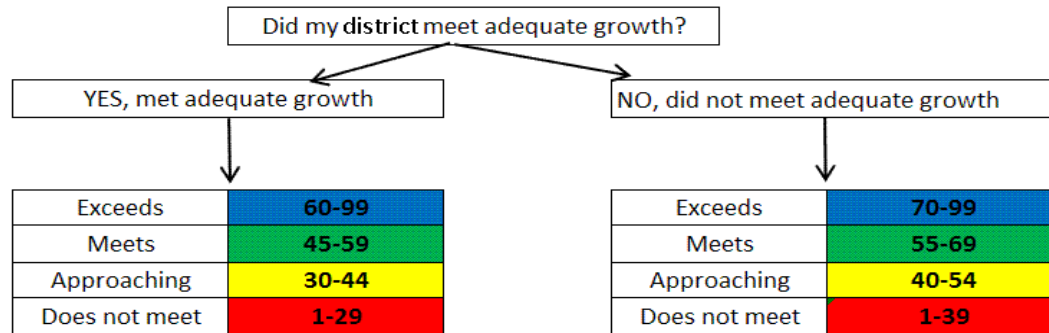 Did my district meet adequate growth?
YES, met adequate growth
NO, did not meet adequate growth
Exceeds 60-99
Meets 45-59
Approaching 30-44
Does not meet 1-29
Exceeds 70-99
Meets 55-69
Approaching 40-54
Does not meet 1-39